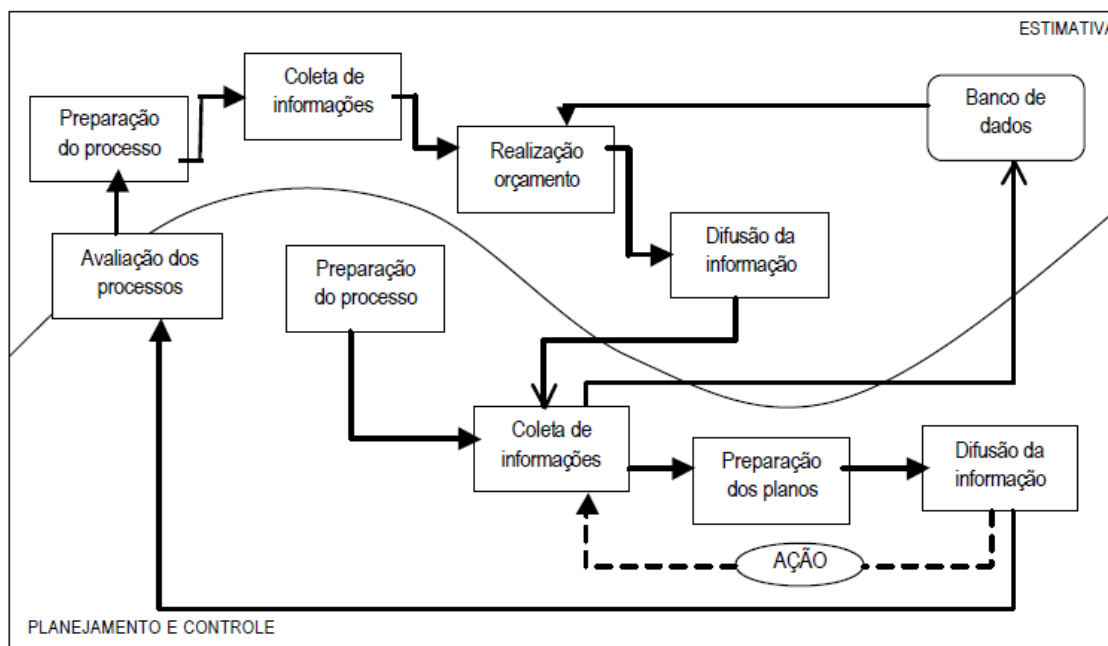 ESTIMATIVA
Coleta de
informações
Preparação
do processo
Banco de
dados
Realização
orçamento
Difusão da
informação
Avaliação dos
processos
Preparação
do processo
Coleta de
informações
Preparação
dos planos
Difusão da
informação
AÇÃO
PLANEJAMENTO E CONTROLE